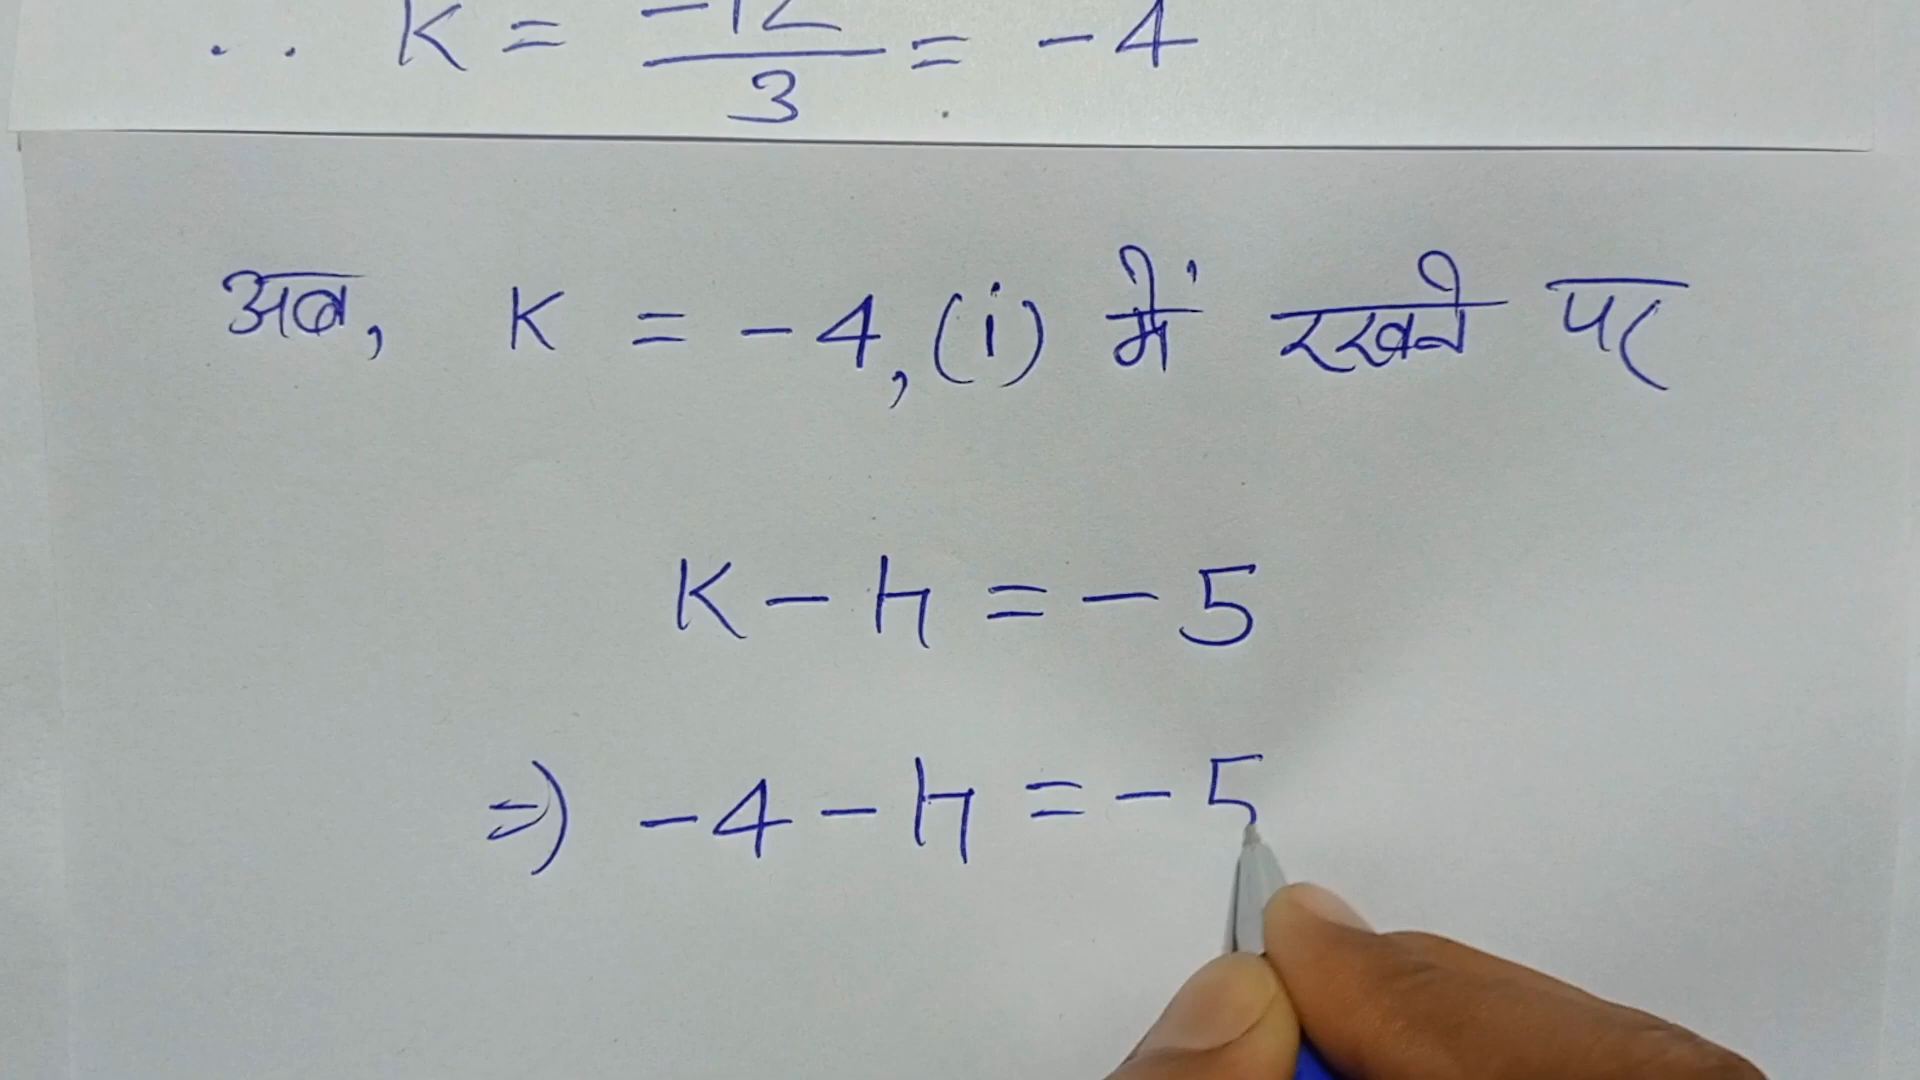 ∴ K = -12/3 = -4
अब, K = -4, (i) में रखने पर
K - h = -5
⇒ -4 - h = -5